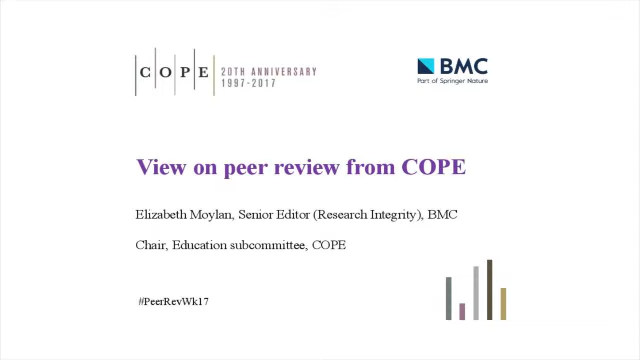 COPE
20TH ANNIVERSARY
1997-2017
BMC
Part of Springer Nature
View on peer review from COPE
Elizabeth Moylan, Senior Editor (Research Integrity), BMC
Chair, Education subcommittee, COPE
#PeerRevWk17